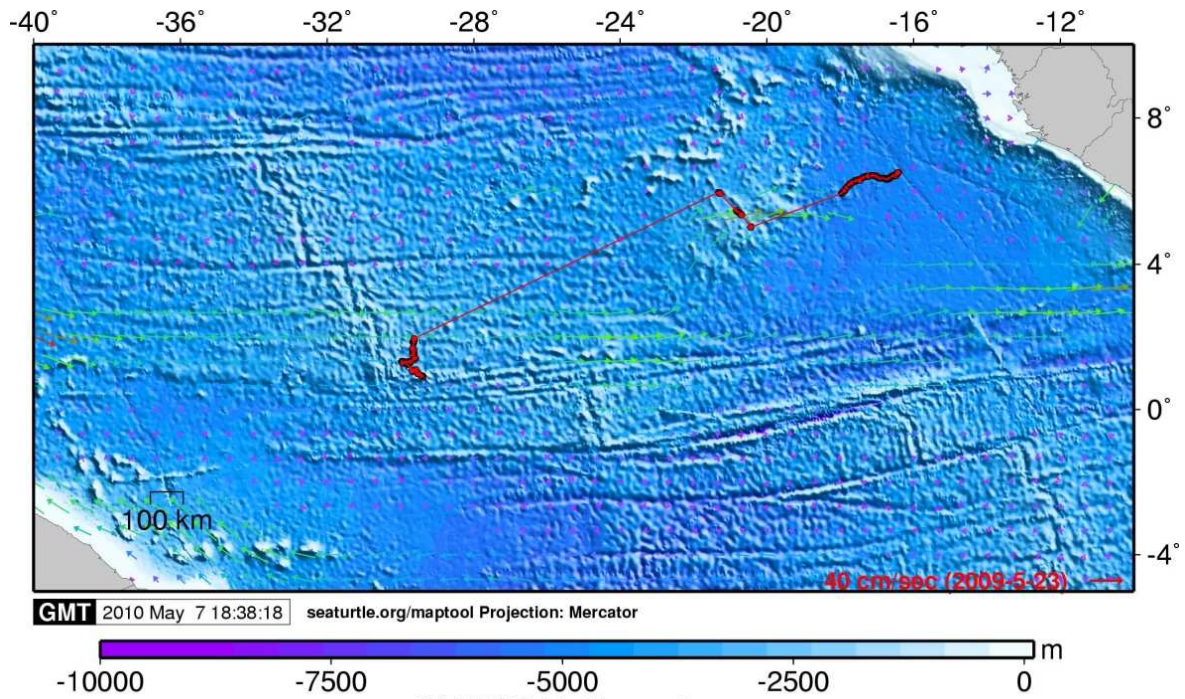 -40° -36° -32° -28° -24° -20° -16° -12°
8°
4°
0°
-4°
100 km
40 cm/sec (2009-5-23)
GMT 2010 May 7 18:38:18 seaturtle.org/maptool Projection: Mercator
m
-10000 -7500 -5000 -2500 0